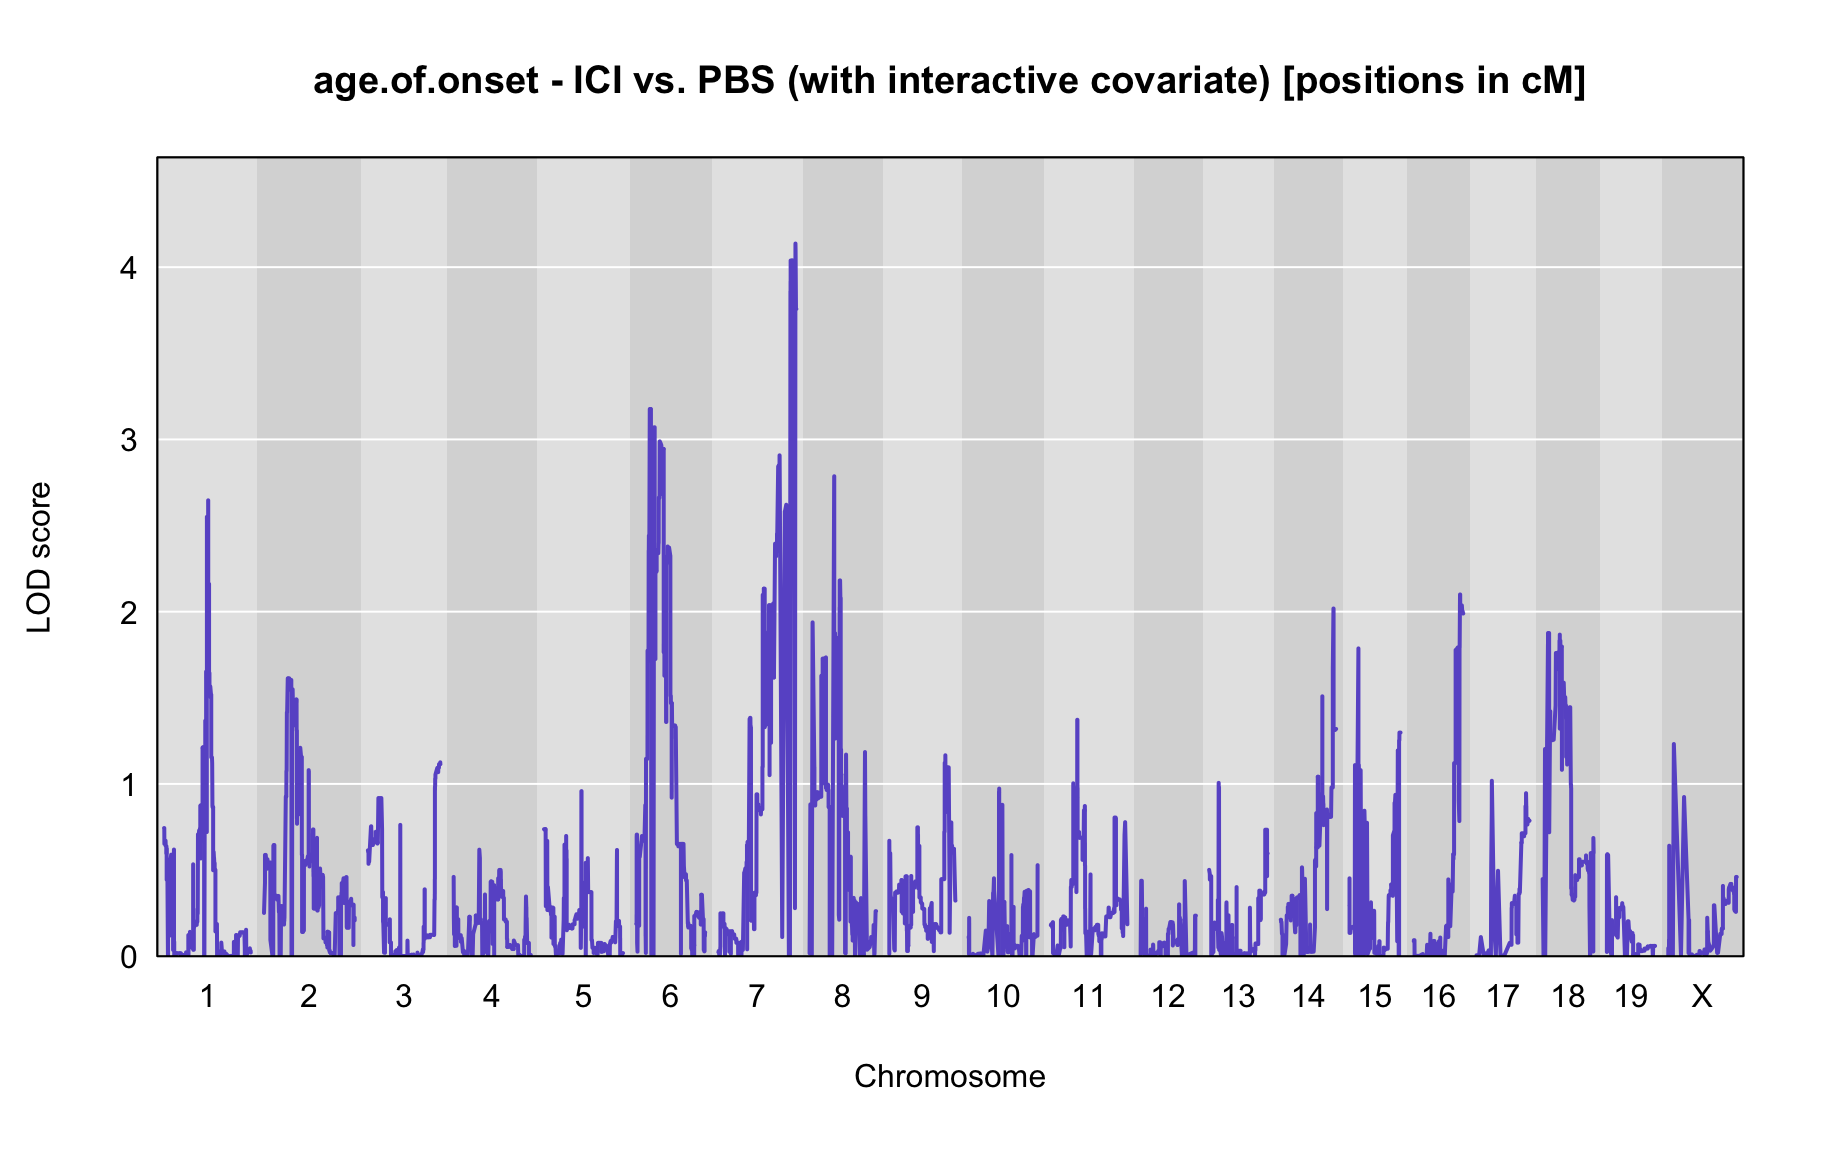 age.of.onset - ICI vs. PBS (with interactive covariate) [positions in cM]
LOD score
4
3
2
1
0
1 2 3 4 5 6 7 8 9 10 11 12 13 14 15 16 17 18 19 X
Chromosome